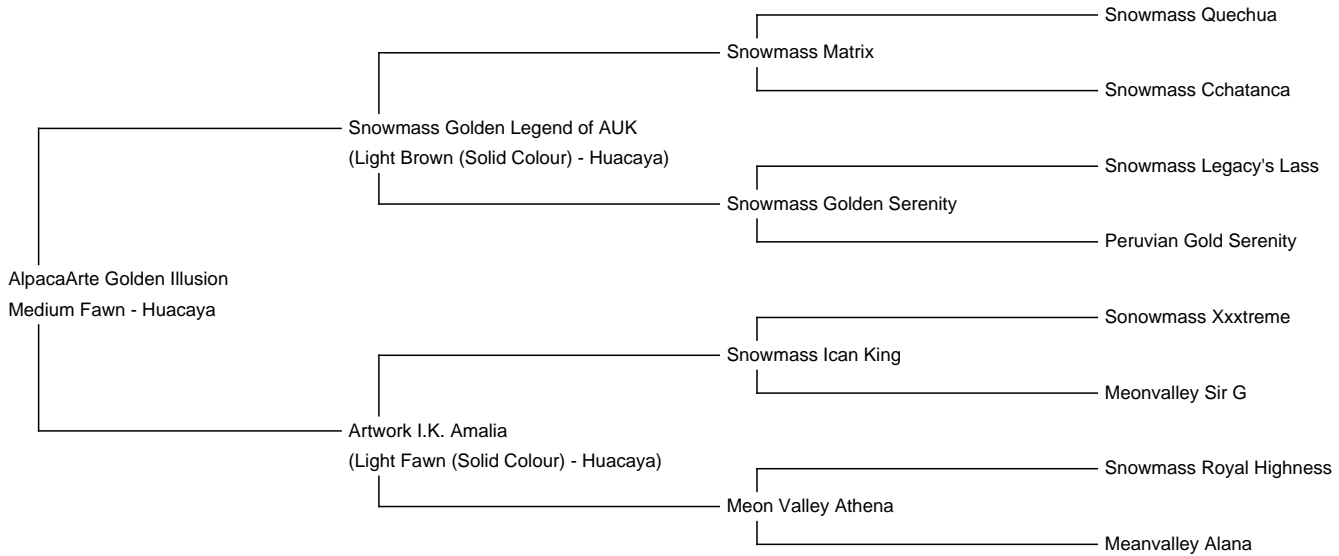 Snowmass Quechua
Snowmass Matrix
Snowmass Cchatanca
Snowmass Golden Legend of AUK
(Light Brown (Solid Colour) - Huacaya)
Snowmass Legacy's Lass
Snowmass Golden Serenity
Peruvian Gold Serenity
AlpacaArte Golden Illusion
Medium Fawn - Huacaya
Sonowmass Xxxtreme
Snowmass Ican King
Meonvalley Sir G
Artwork I.K. Amalia
(Light Fawn (Solid Colour) - Huacaya)
Snowmass Royal Highness
Meon Valley Athena
Meanvalley Alana